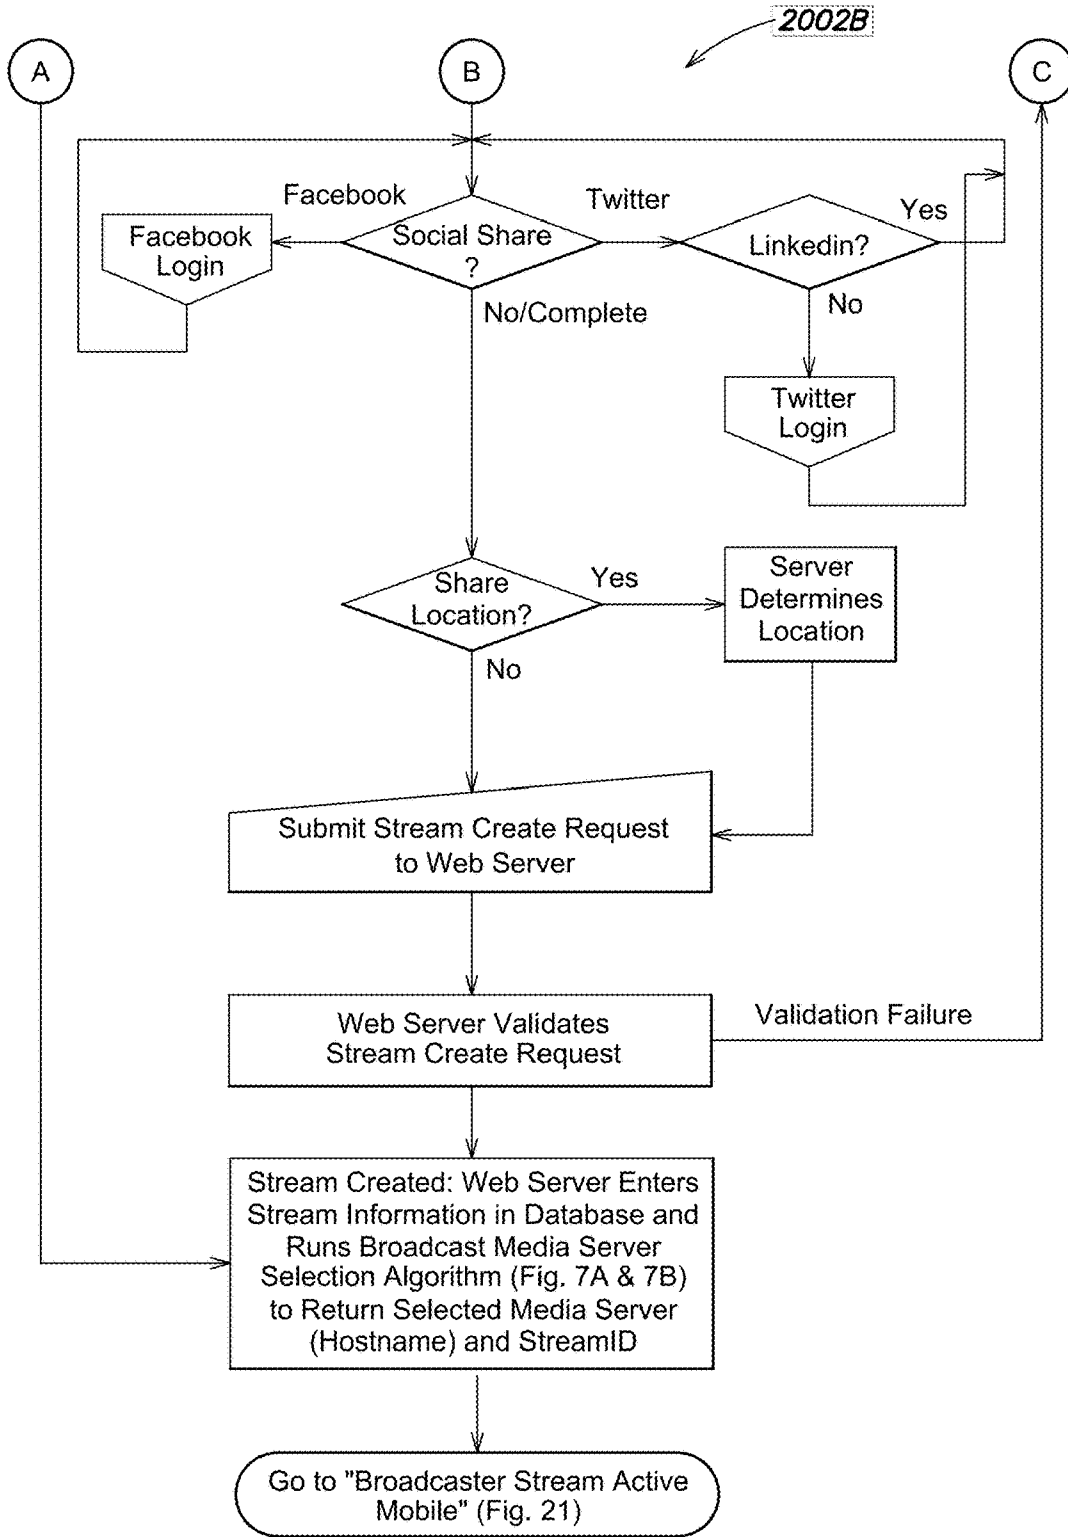 2002B
A
B
C
Facebook
Twitter
Yes
Facebook
Login
Social Share
?
Linkedin?
No/Complete
No
Twitter
Login
Share
Location?
Yes
Server
Determines
Location
No
Submit Stream Create Request
to Web Server
Web Server Validates
Stream Create Request
Validation Failure
Stream Created: Web Server Enters
Stream Information in Database and
Runs Broadcast Media Server
Selection Algorithm (Fig. 7A & 7B)
to Return Selected Media Server
(Hostname) and StreamID
Go to "Broadcaster Stream Active
Mobile" (Fig. 21)